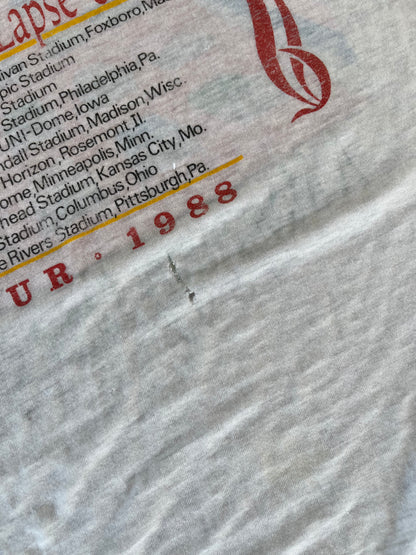 Lapse
ivan Stadium,Foxboro,Ma
pic Stadium
Stadium
Stadium,Philadelphia,Pa.
UNI-Dome,Iowa
ndall Stadium,Madison,Wisc.
Horizon, Rosemont,Il
ome Minneapolis,Minn.
head Stadium,Kansas City,Mo.
Stadium,Columbus Ohio
e Rivers Stadium,Pittsburgh,Pa.
UR · 1988